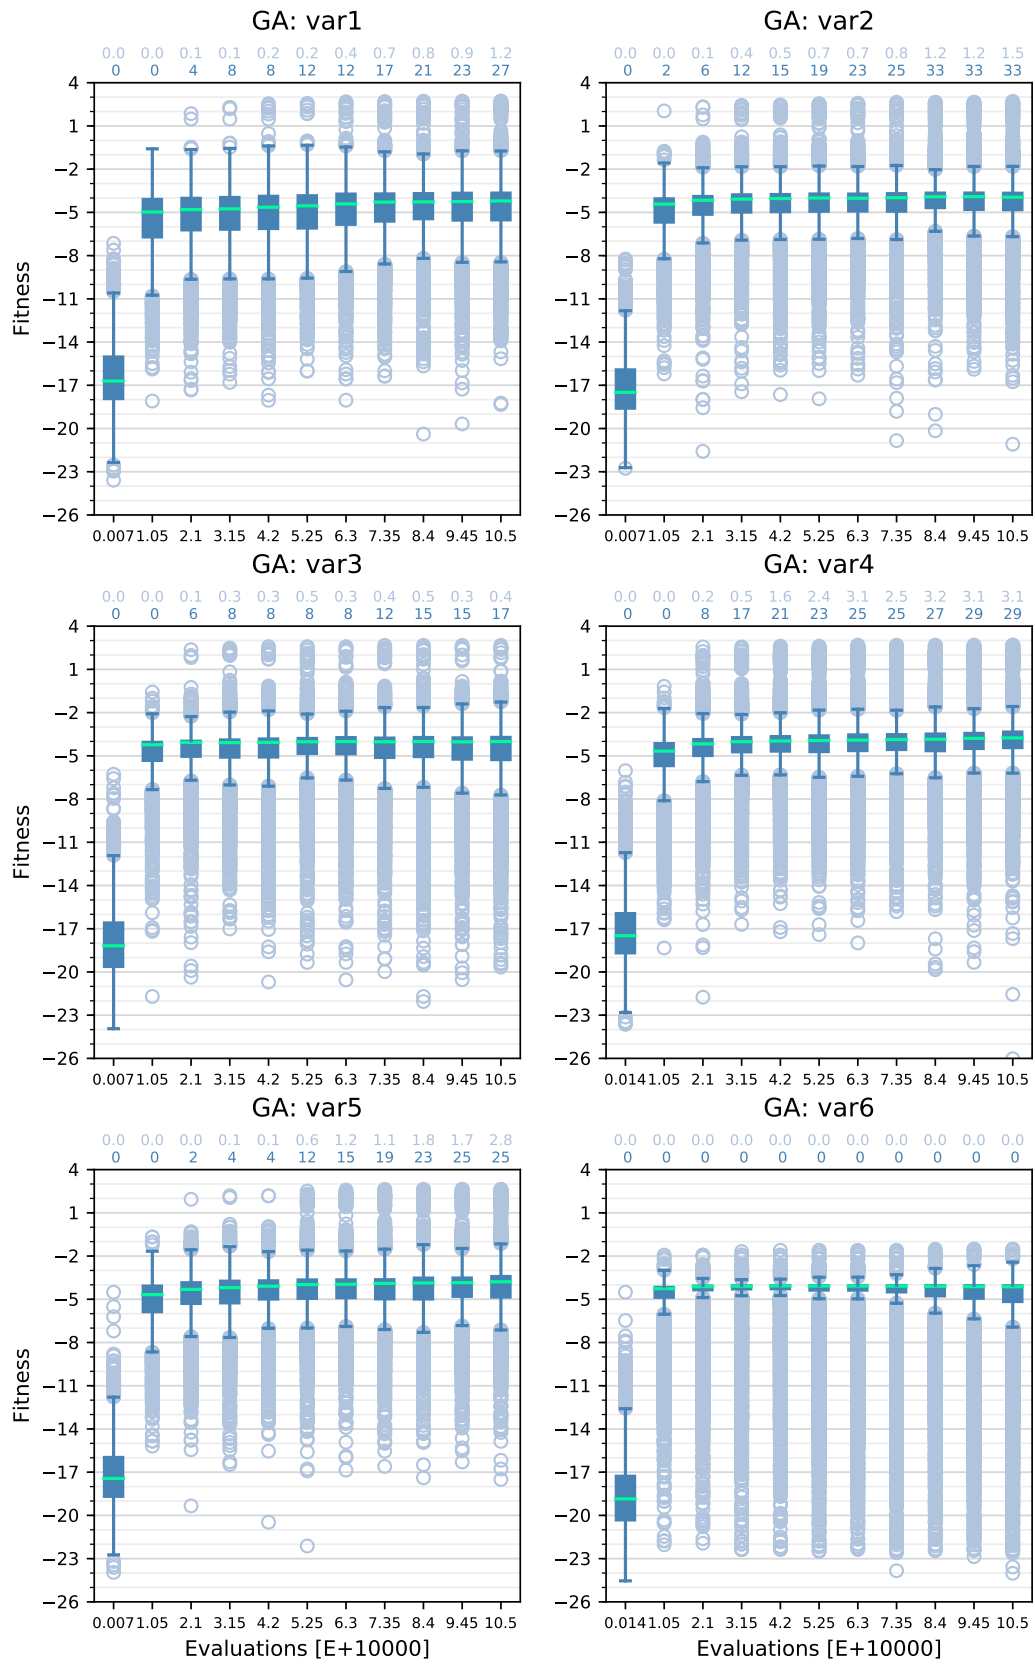 GA: var1
0.0 0.0 0.1 0.1 0.2 0.2 0.4 0.7 0.8 0.9 1.2
0 0 4 8 8 12 12 17 21 23 27
4
1
−2
−5
−8
−11
−14
−17
−20
−23
−26
Fitness
0.007 1.05 2.1 3.15 4.2 5.25 6.3 7.35 8.4 9.45 10.5
GA: var2
0.0 0.0 0.1 0.4 0.5 0.7 0.7 0.8 1.2 1.2 1.5
0 2 6 12 15 19 23 25 33 33 33
4
1
−2
−5
−8
−11
−14
−17
−20
−23
−26
0.007 1.05 2.1 3.15 4.2 5.25 6.3 7.35 8.4 9.45 10.5
GA: var3
0.0 0.0 0.1 0.3 0.3 0.5 0.3 0.4 0.5 0.3 0.4
0 0 6 8 8 8 8 12 15 15 17
4
1
−2
−5
−8
−11
−14
−17
−20
−23
−26
Fitness
0.007 1.05 2.1 3.15 4.2 5.25 6.3 7.35 8.4 9.45 10.5
GA: var4
0.0 0.0 0.2 0.5 1.6 2.4 3.1 2.5 3.2 3.1 3.1
0 0 8 17 21 23 25 25 27 29 29
4
1
−2
−5
−8
−11
−14
−17
−20
−23
−26
0.014 1.05 2.1 3.15 4.2 5.25 6.3 7.35 8.4 9.45 10.5
GA: var5
0.0 0.0 0.0 0.1 0.1 0.6 1.2 1.1 1.8 1.7 2.8
0 0 2 4 4 12 15 19 23 25 25
4
1
−2
−5
−8
−11
−14
−17
−20
−23
−26
Fitness
0.007 1.05 2.1 3.15 4.2 5.25 6.3 7.35 8.4 9.45 10.5
Evaluations [E+10000]
GA: var6
0.0 0.0 0.0 0.0 0.0 0.0 0.0 0.0 0.0 0.0 0.0
0 0 0 0 0 0 0 0 0 0 0
4
1
−2
−5
−8
−11
−14
−17
−20
−23
−26
0.014 1.05 2.1 3.15 4.2 5.25 6.3 7.35 8.4 9.45 10.5
Evaluations [E+10000]